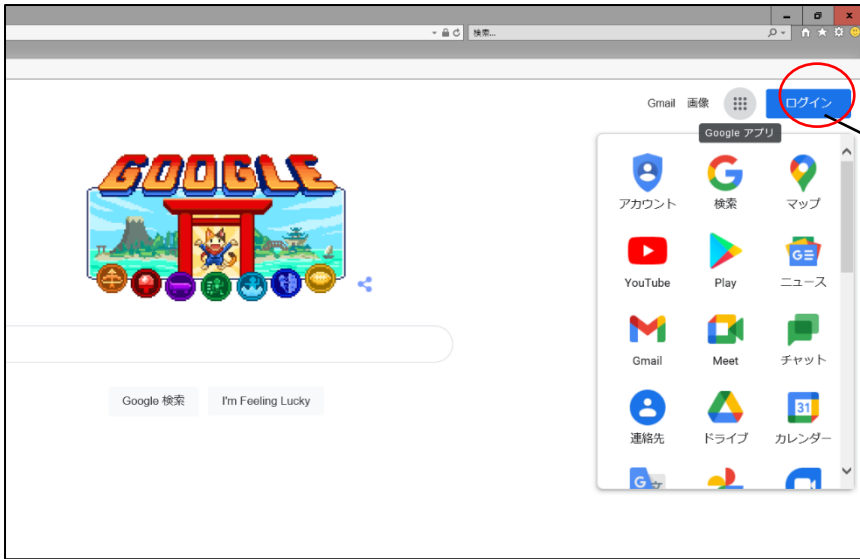 検索...
Gmail 画像 ログイン
Google アプリ
GOOGLE
アカウント 検索 マップ
YouTube Play ニュース
Gmail Meet チャット
31
連絡先 ドライブ カレンダー
Google 検索 I'm Feeling Lucky